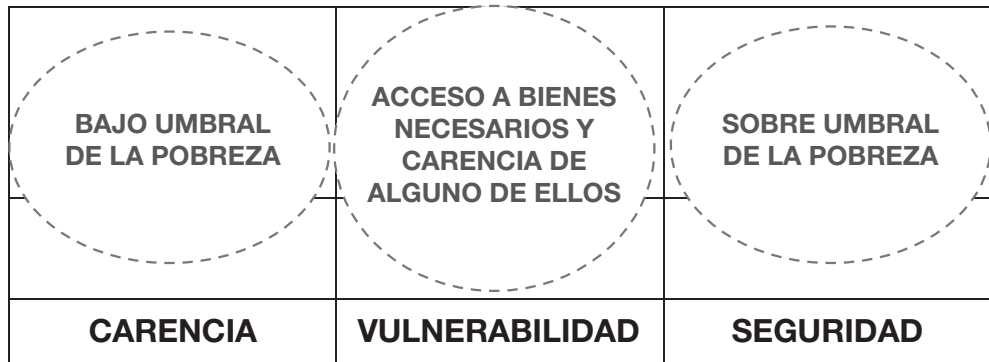 BAJO UMBRAL
DE LA POBREZA
ACCESO A BIENES
NECESARIOS Y
CARENCIA DE
ALGUNO DE ELLOS
SOBRE UMBRAL
DE LA POBREZA
CARENCIA
VULNERABILIDAD
SEGURIDAD